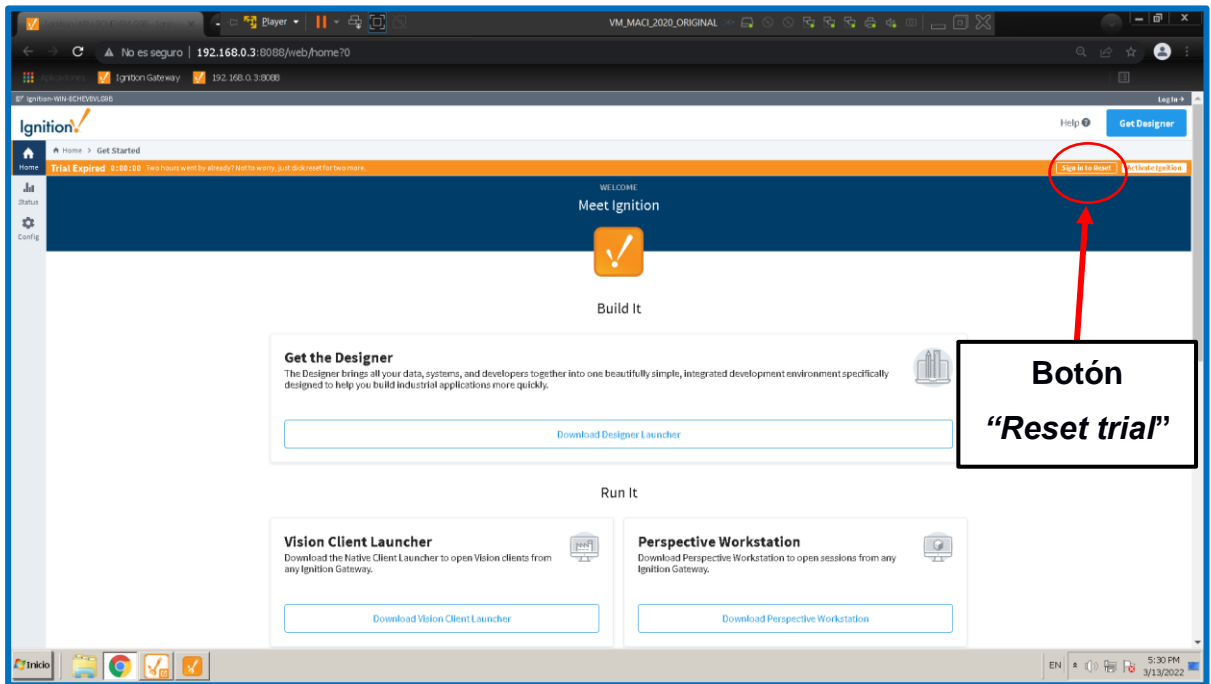 Player
VM_MACI_2020_ORIGINAL
No es seguro | 192.168.0.3:8088/web/home?0
Ignition Gateway
192.168.0.3:8088
Log In →
Ignition!
Help
Get Designer
Home > Get Started
Home
Trial Expired 0:00:00 Two hours went by already? Not to worry, just click reset for two more.
Sign in to Reset
Activate Ignition
Status
Config
WELCOME
Meet Ignition
Build It
Get the Designer
The Designer brings all your data, systems, and developers together into one beautifully simple, integrated development environment specifically
designed to help you build industrial applications more quickly.
Download Designer Launcher
Botón
“Reset trial”
Run It
Vision Client Launcher
Download the Native Client Launcher to open Vision clients from
any Ignition Gateway.
Download Vision Client Launcher
Perspective Workstation
Download Perspective Workstation to open sessions from any
Ignition Gateway.
Download Perspective Workstation
Inicio
EN
5:30 PM
3/13/2022